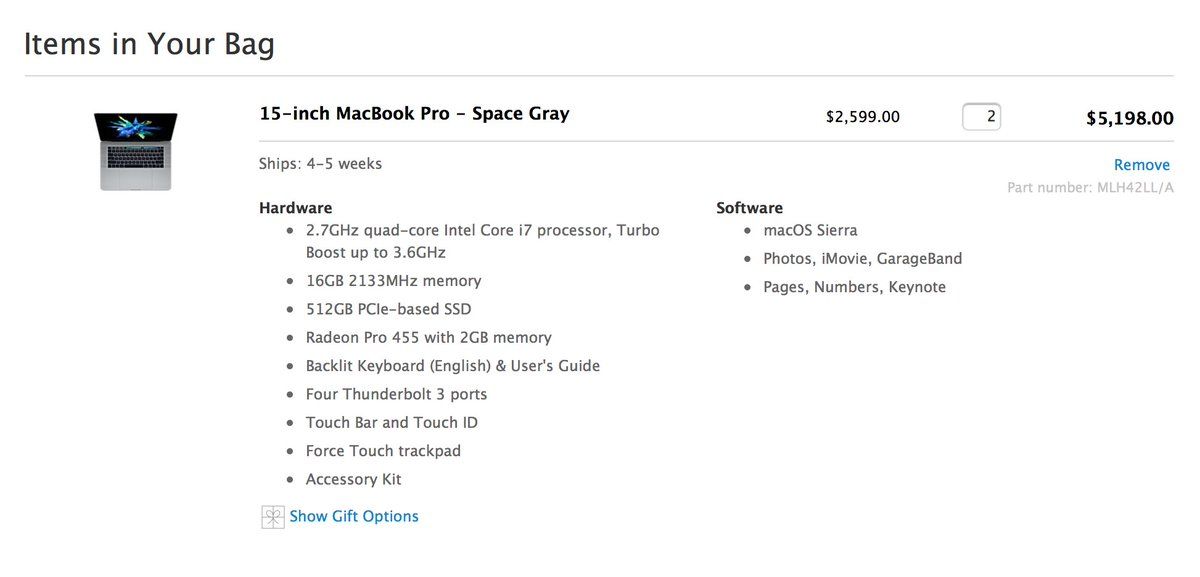 Items in Your Bag
15-inch MacBook Pro - Space Gray $2,599.00 2 $5,198.00
Ships: 4-5 weeks
Remove
Part number: MLH42LL/A
Hardware
• 2.7GHz quad-core Intel Core i7 processor, Turbo
Boost up to 3.6GHz
• 16GB 2133MHz memory
• 512GB PCIe-based SSD
• Radeon Pro 455 with 2GB memory
• Backlit Keyboard (English) & User's Guide
• Four Thunderbolt 3 ports
• Touch Bar and Touch ID
• Force Touch trackpad
• Accessory Kit
Software
• macOS Sierra
• Photos, iMovie, GarageBand
• Pages, Numbers, Keynote
Show Gift Options